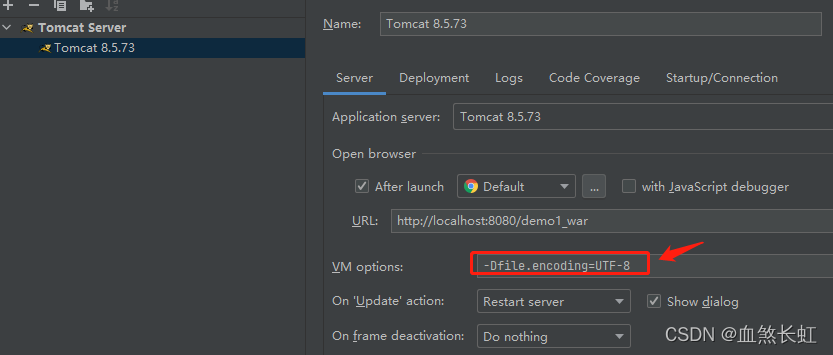 Name: Tomcat 8.5.73
Tomcat Server
Tomcat 8.5.73
Server Deployment Logs Code Coverage Startup/Connection
Application server: Tomcat 8.5.73
Open browser
After launch Default ... with JavaScript debugger
URL: http://localhost:8080/demo1_war
VM options: -Dfile.encoding=UTF-8
On 'Update' action: Restart server Show dialog
On frame deactivation: Do nothing
CSDN @血煞长虹